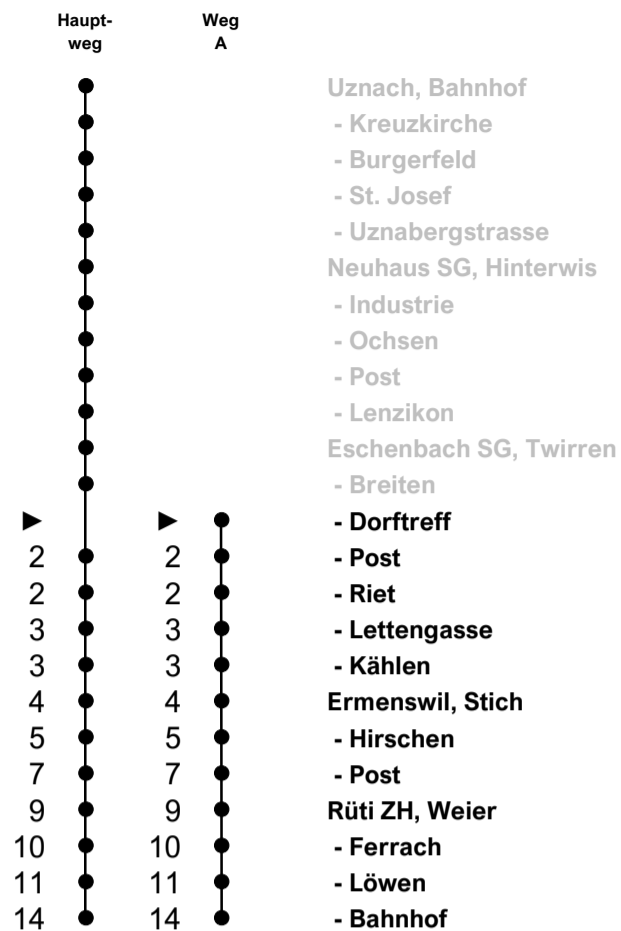 Haupt- Weg
weg A
Uznach, Bahnhof
- Kreuzkirche
- Burgerfeld
- St. Josef
- Uznabergstrasse
Neuhaus SG, Hinterwis
- Industrie
- Ochsen
- Post
- Lenzikon
Eschenbach SG, Twirren
- Breiten
► ► - Dorftreff
2 2 - Post
2 2 - Riet
3 3 - Lettengasse
3 3 - Kählen
4 4 Ermenswil, Stich
5 5 - Hirschen
7 7 - Post
9 9 Rüti ZH, Weier
10 10 - Ferrach
11 11 - Löwen
14 14 - Bahnhof